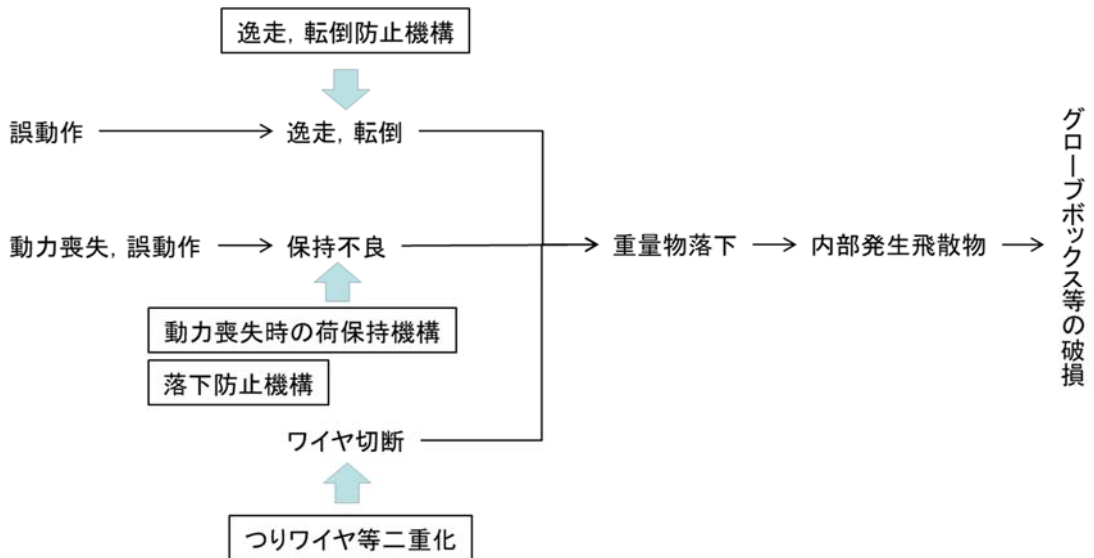 逸走，転倒防止機構
誤動作
逸走，転倒
動力喪失，誤動作
保持不良
重量物落下
内部発生飛散物
グローブボックス等の破損
動力喪失時の荷保持機構
落下防止機構
ワイヤ切断
つりワイヤ等二重化